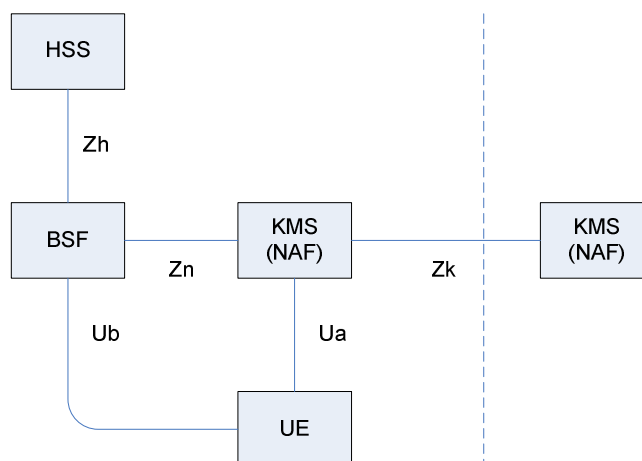 HSS
Zh
BSF
KMS
(NAF)
KMS
(NAF)
Zn
Zk
Ub
Ua
UE